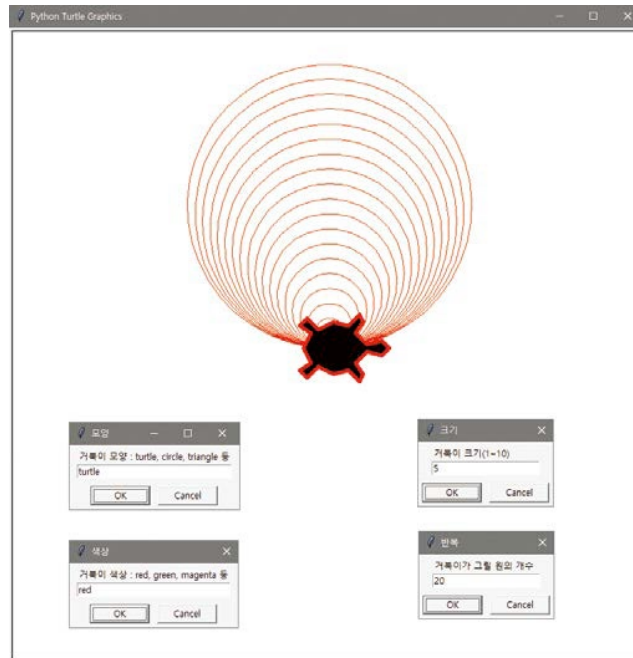 Python Turtle Graphics
모양
거북이 모양 : turtle, circle, triangle 등
turtle
OK
Cancel
크기
거북이 크기(1~10)
5
OK
Cancel
색상
거북이 색상 : red, green, magenta 등
red
OK
Cancel
반복
거북이가 그릴 원의 개수
20
OK
Cancel